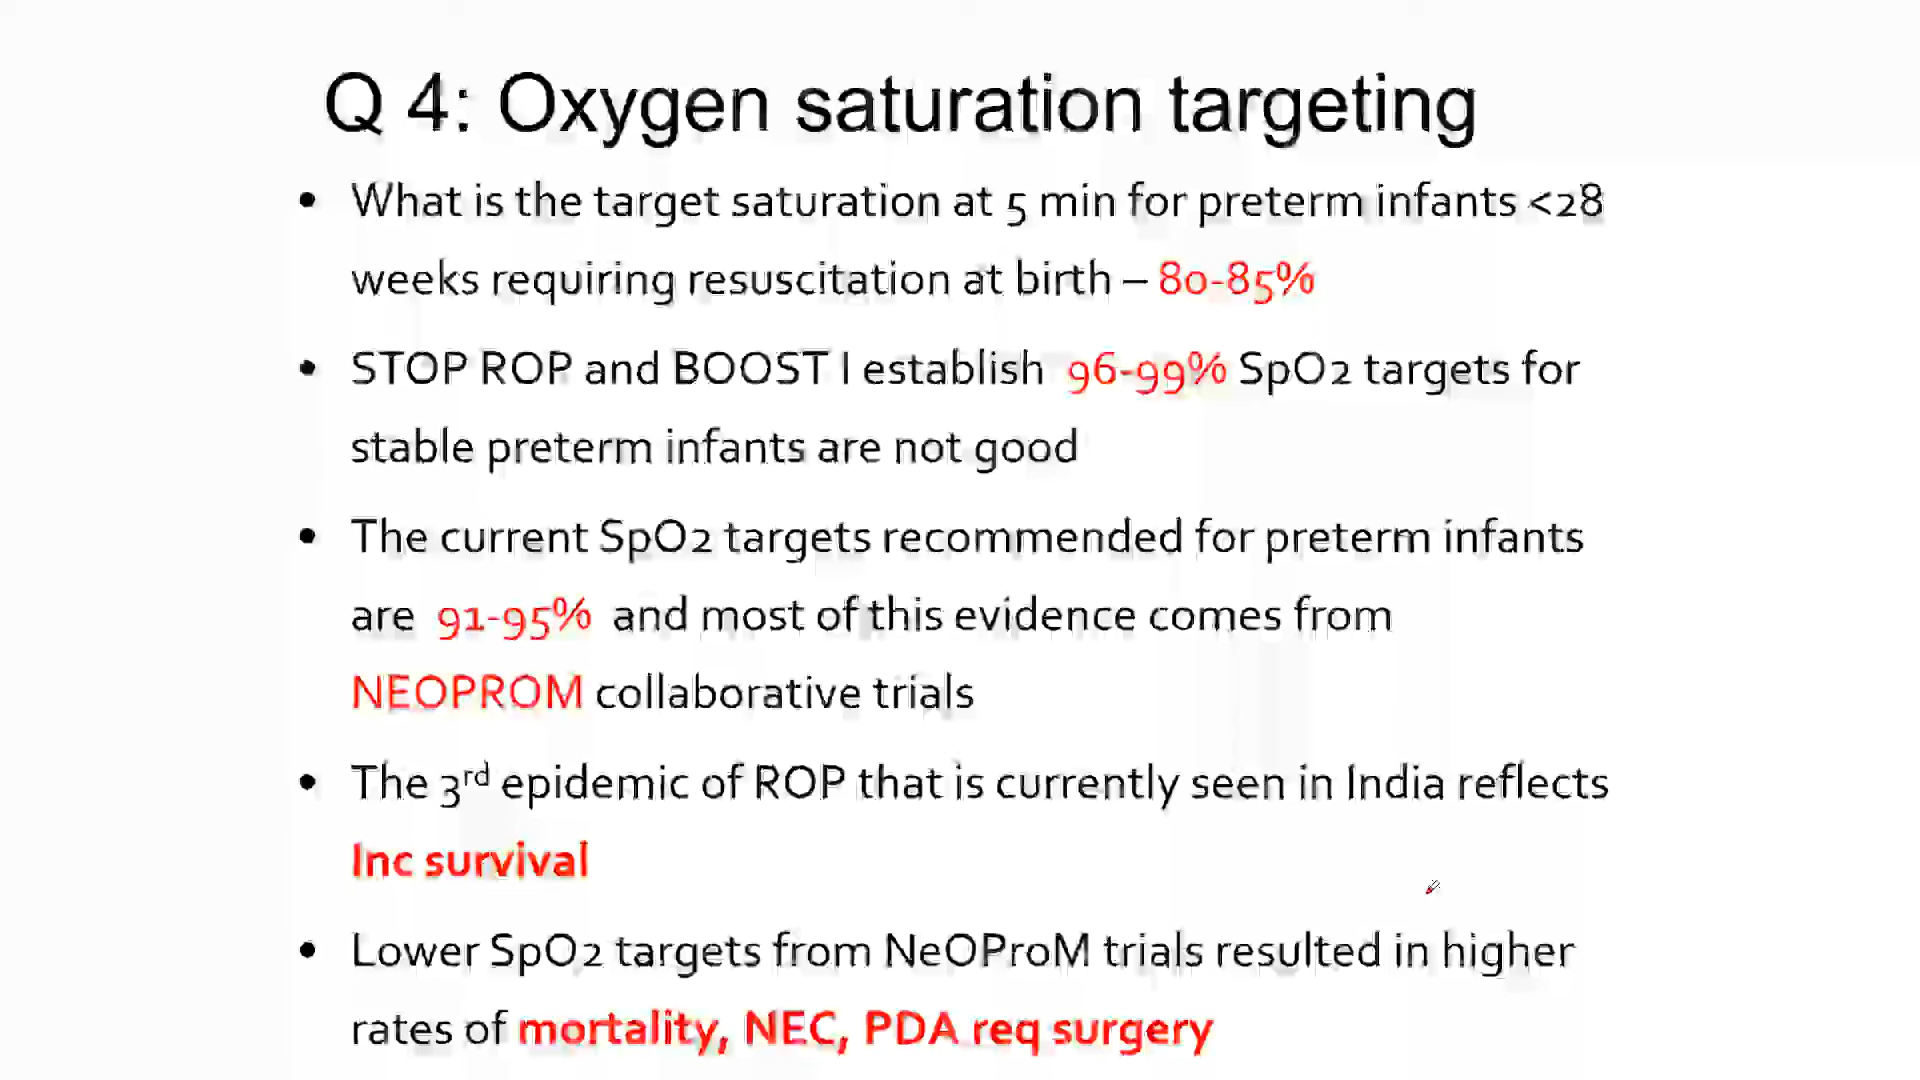 Q 4: Oxygen saturation targeting
• What is the target saturation at 5 min for preterm infants <28
weeks requiring resuscitation at birth – 80-85%
• STOP ROP and BOOST I establish 96-99% SpO2 targets for
stable preterm infants are not good
• The current SpO2 targets recommended for preterm infants
are 91-95% and most of this evidence comes from
NEOPROM collaborative trials
• The 3rd epidemic of ROP that is currently seen in India reflects
Inc survival
• Lower SpO2 targets from NeOProM trials resulted in higher
rates of mortality, NEC, PDA req surgery